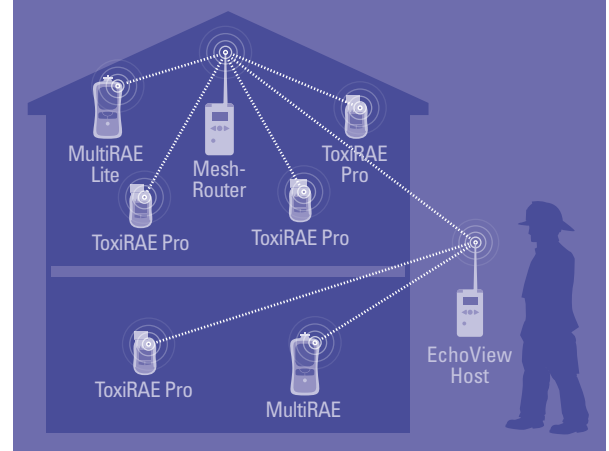 MultiRAE
Lite
Mesh-
Router
ToxiRAE
Pro
ToxiRAE Pro
ToxiRAE Pro
EchoView
Host
ToxiRAE Pro
MultiRAE